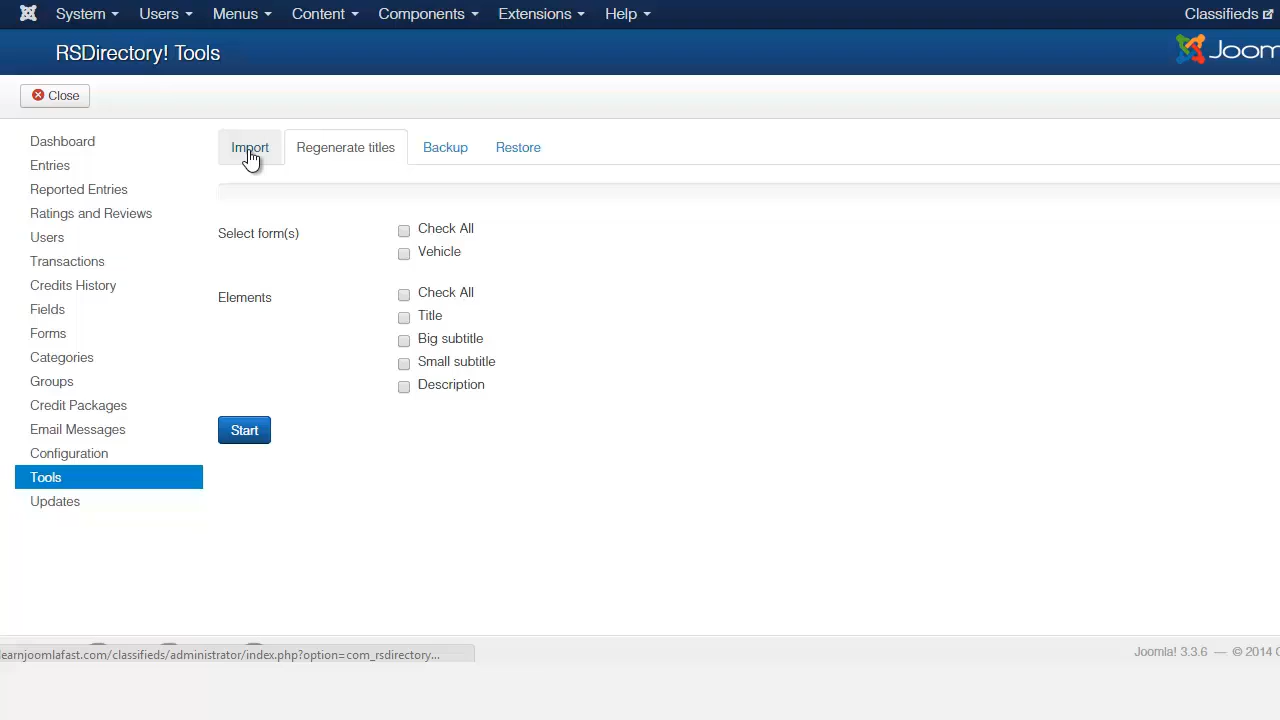 System Users Menus Content Components Extensions Help Classifieds
RSDirectory! Tools
Close
Dashboard
Entries
Reported Entries
Ratings and Reviews
Users
Transactions
Credits History
Fields
Forms
Categories
Groups
Credit Packages
Email Messages
Configuration
Tools
Updates
Import Regenerate titles Backup Restore
Select form(s)
Check All
Vehicle
Elements
Check All
Title
Big subtitle
Small subtitle
Description
Start
learnjoomlafast.com/classifieds/administrator/index.php?option=com_rsdirectory...
Joomla! 3.3.6 — © 2014